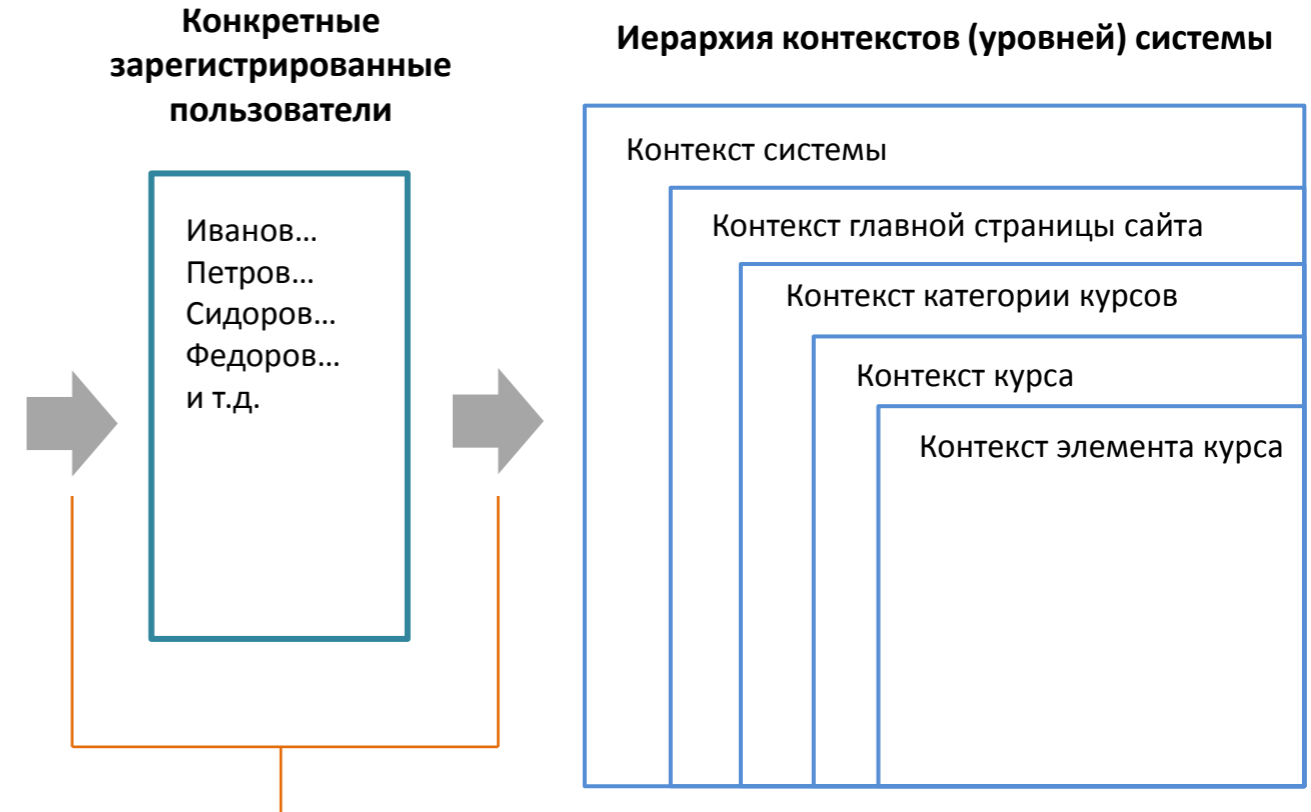 Конкретные
зарегистрированные
пользователи
Иванов…
Петров…
Сидоров…
Федоров…
и т.д.
Иерархия контекстов (уровней) системы
Контекст системы
Контекст главной страницы сайта
Контекст категории курсов
Контекст курса
Контекст элемента курса